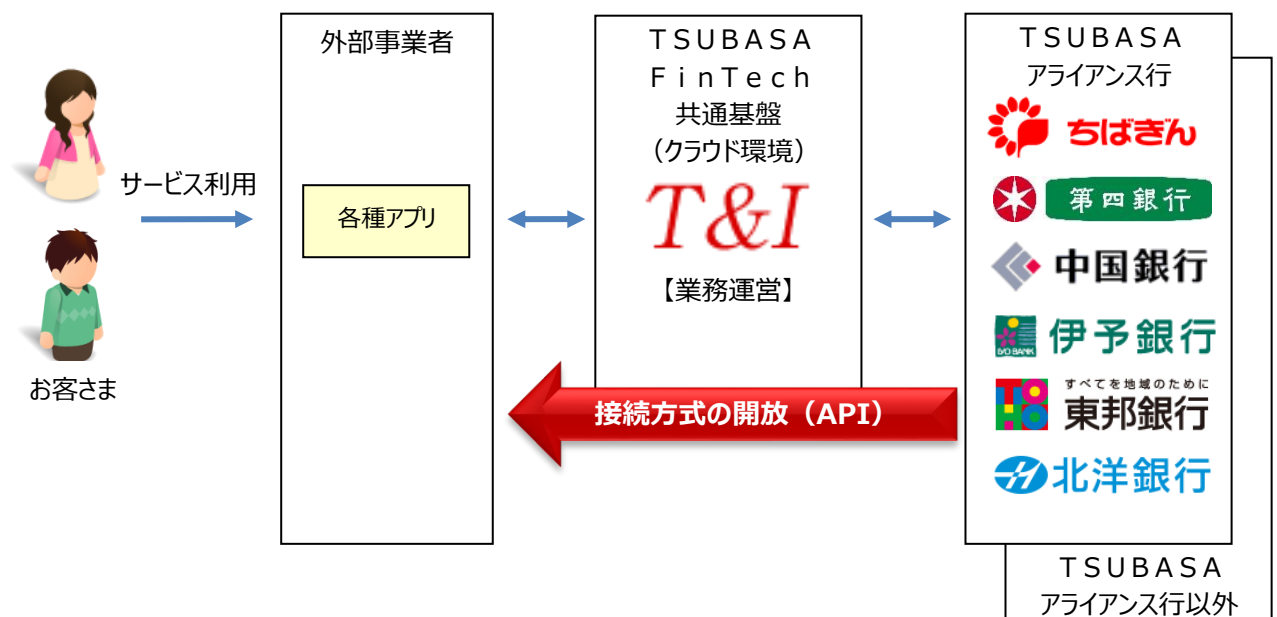 お客さま
サービス利用
外部事業者
各種アプリ
ＴＳＵＢＡＳＡ
ＦｉｎＴｅｃｈ
共通基盤
（クラウド環境）
T&I
【業務運営】
接続方式の開放（API）
ＴＳＵＢＡＳＡ
アライアンス行
ちばぎん
第四銀行
中国銀行
IYO BANK
伊予銀行
TOHO
すべてを地域のために
東邦銀行
北洋銀行
ＴＳＵＢＡＳＡ
アライアンス行以外